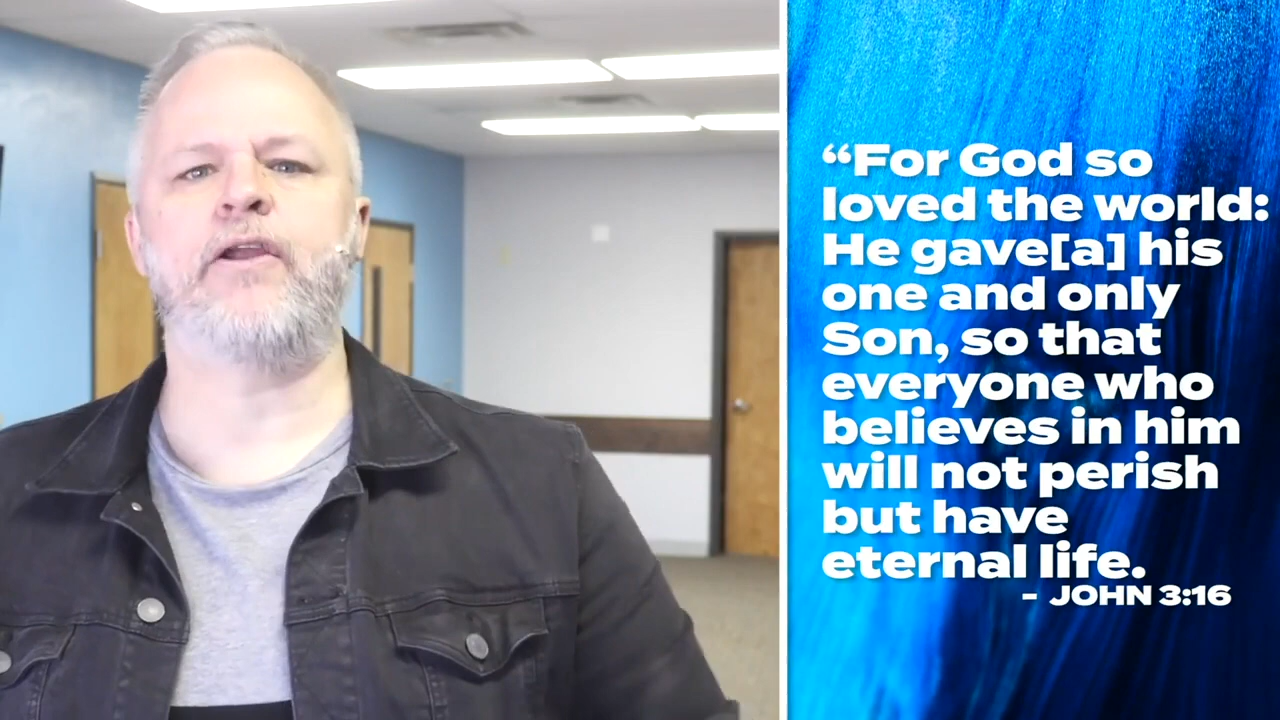 “For God so
loved the world:
He gave[a] his
one and only
Son, so that
everyone who
believes in him
will not perish
but have
eternal life.
- JOHN 3:16